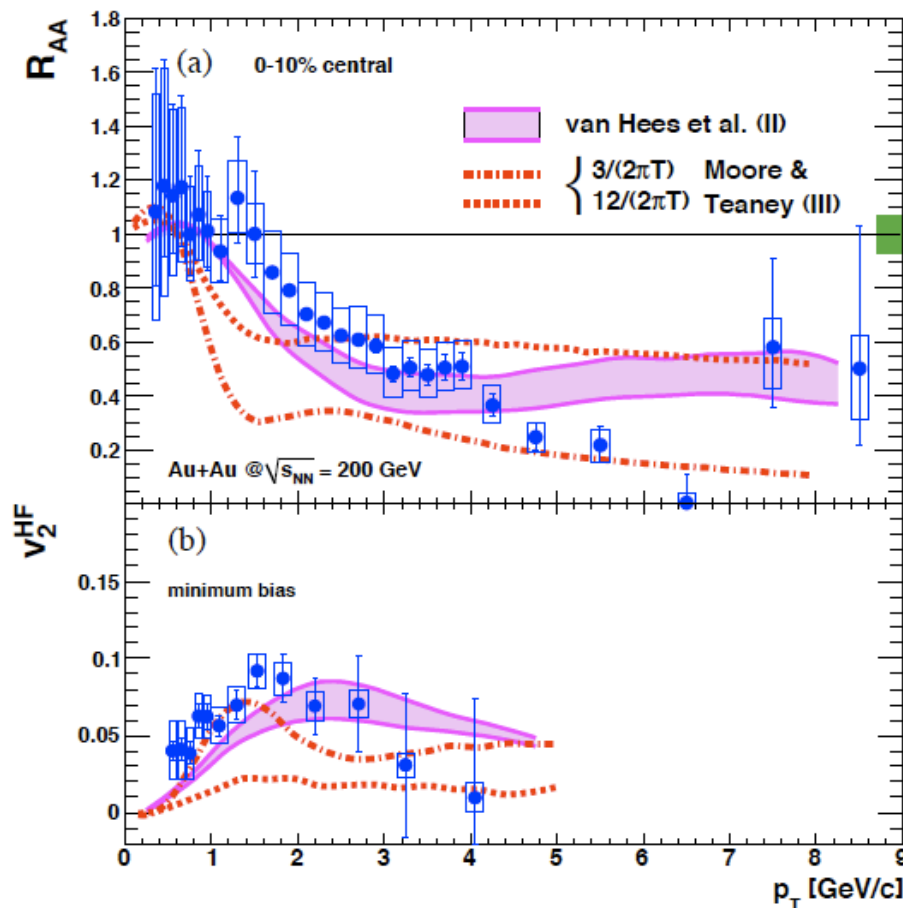 R_AA
1.8
1.6
1.4
1.2
1
0.8
0.6
0.4
0.2
(a) 0-10% central
van Hees et al. (II)
3/(2πT) Moore &
12/(2πT) Teaney (III)
Au+Au @ √s_NN = 200 GeV
v_2^HF
0.15
0.1
0.05
0
(b)
minimum bias
0 1 2 3 4 5 6 7 8 9
p_T [GeV/c]